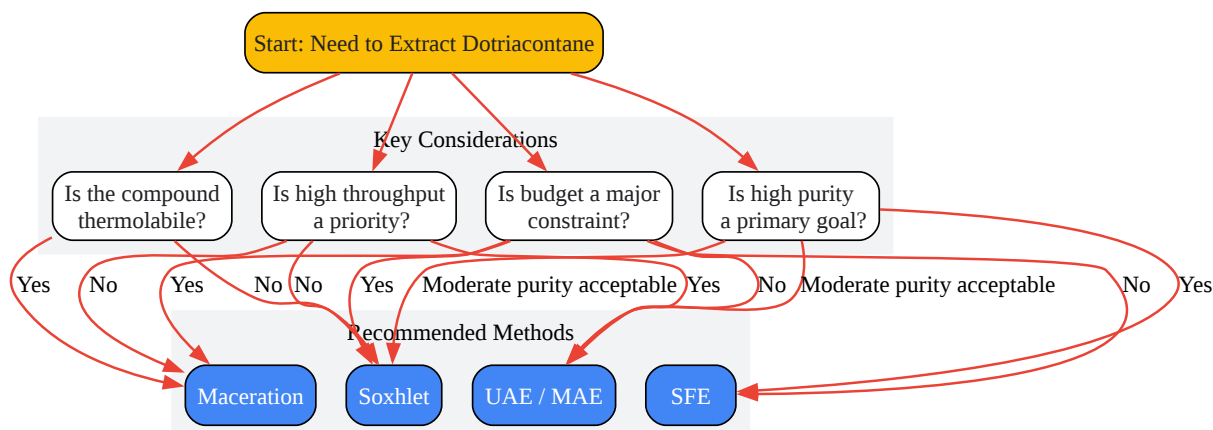 Start: Need to Extract Dotriacontane
Key Considerations
Is the compound
thermolabile?
Is high throughput
a priority?
Is budget a major
constraint?
Is high purity
a primary goal?
Yes
No
Yes
No
No
Yes
Moderate purity acceptable
Yes
No
Moderate purity acceptable
No
Yes
Recommended Methods
Maceration
Soxhlet
UAE / MAE
SFE